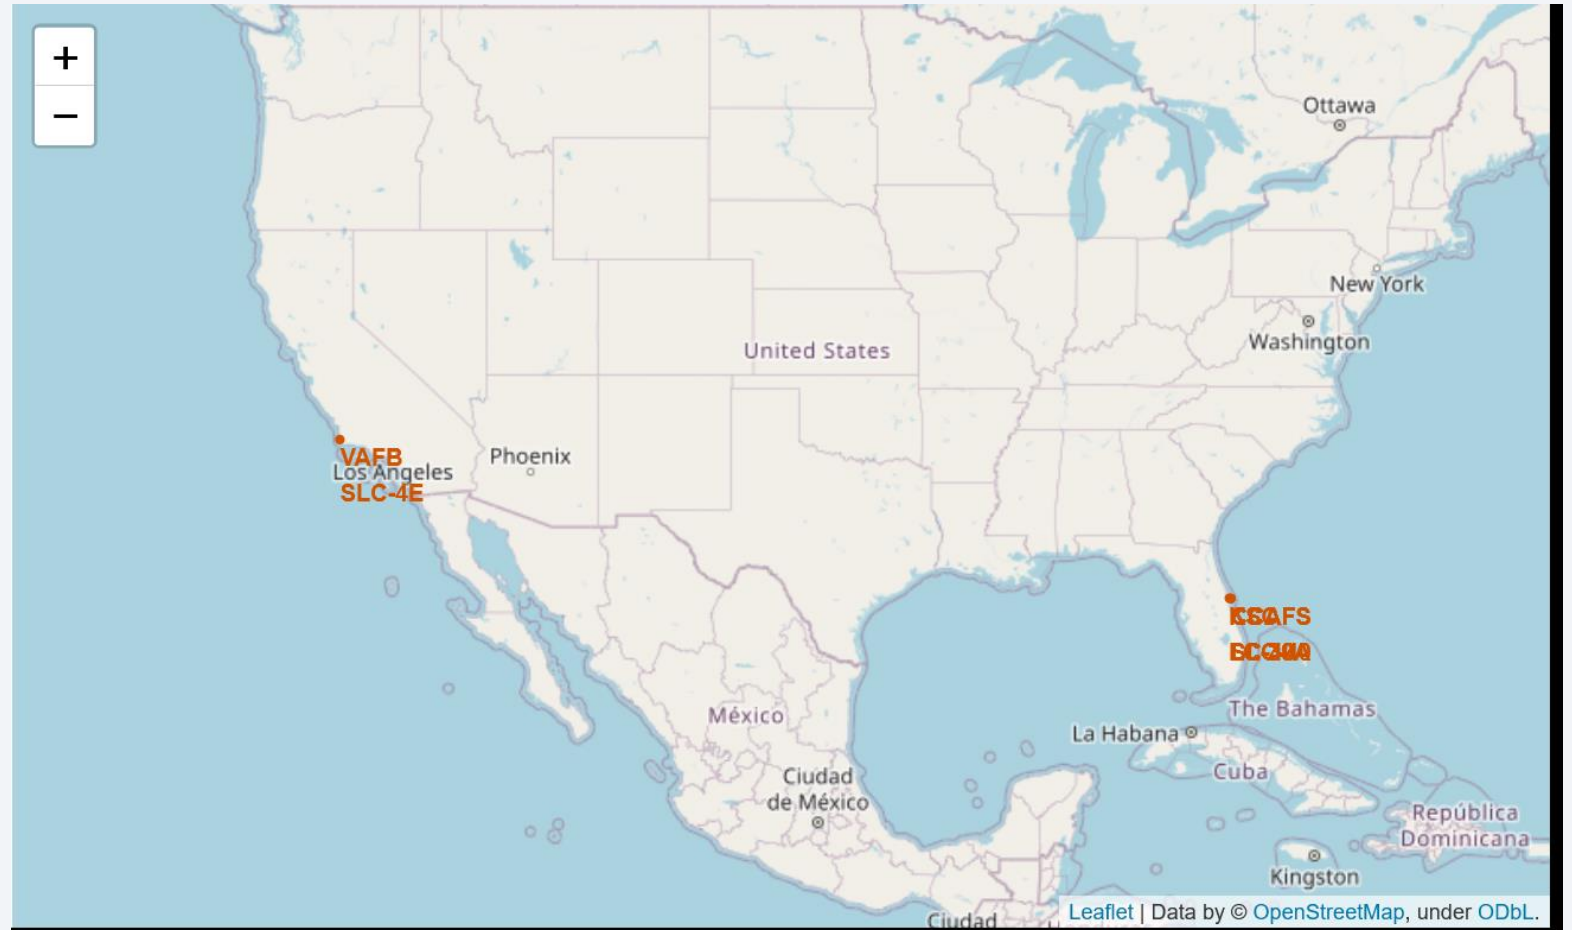 +
−
Ottawa
New York
Washington
United States
VAFB
Los Angeles
Phoenix
SLC-4E
México
The Bahamas
La Habana
Cuba
Ciudad
de México
República
Dominicana
Kingston
Ciudad
Leaflet | Data by © OpenStreetMap, under ODbL.